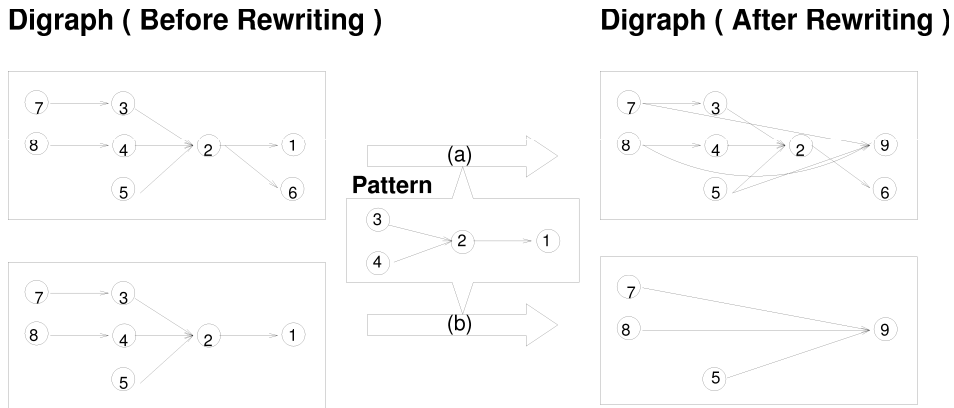 Digraph ( Before Rewriting )
Digraph ( After Rewriting )
7 3
8 4 2 1
5 6
(a)
7 3
8 4 2 9
5 6
Pattern
3
2 1
4
7 3
8 4 2 1
5
(b)
7
8 9
5